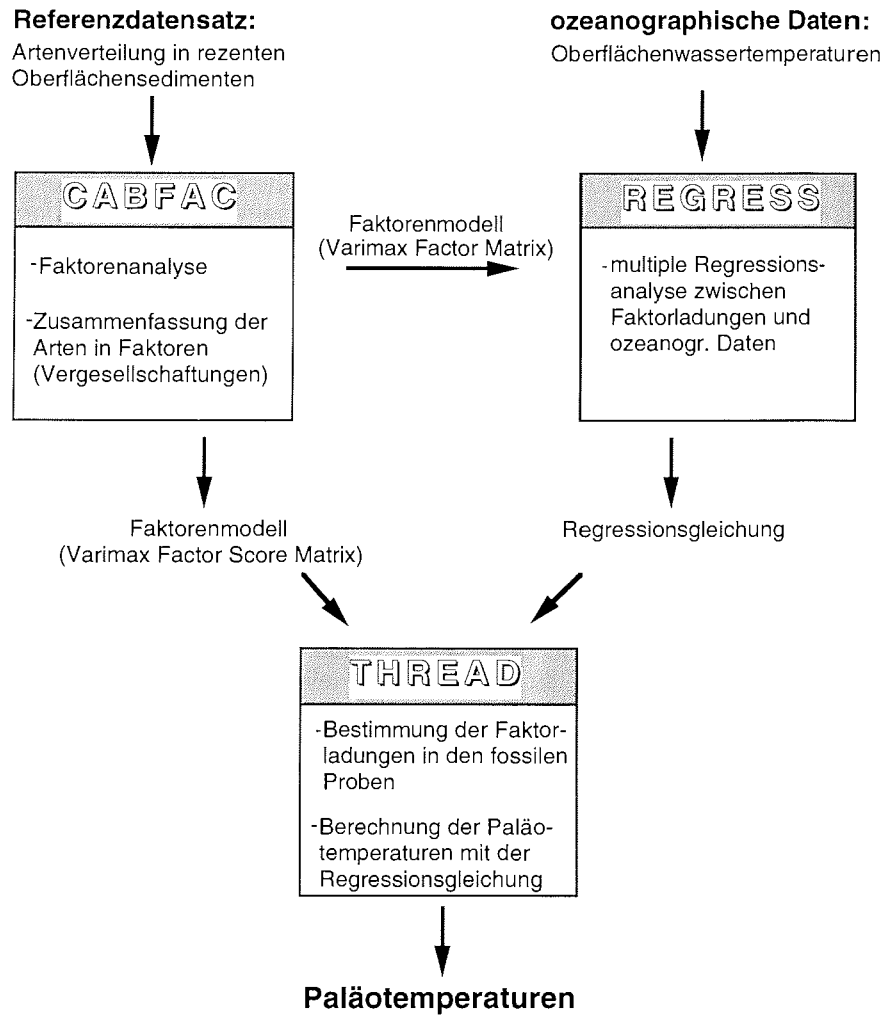 Referenzdatensatz:
Artenverteilung in rezenten
Oberflächensedimenten
ozeanographische Daten:
Oberflächenwassertemperaturen
CABFAC
-Faktorenanalyse
-Zusammenfassung der
Arten in Faktoren
(Vergesellschaftungen)
Faktorenmodell
(Varimax Factor Matrix)
REGRESS
-multiple Regressions-
analyse zwischen
Faktorladungen und
ozeanogr. Daten
Faktorenmodell
(Varimax Factor Score Matrix)
Regressionsgleichung
THREAD
-Bestimmung der Faktor-
ladungen in den fossilen
Proben
-Berechnung der Paläo-
temperaturen mit der
Regressionsgleichung
Paläotemperaturen